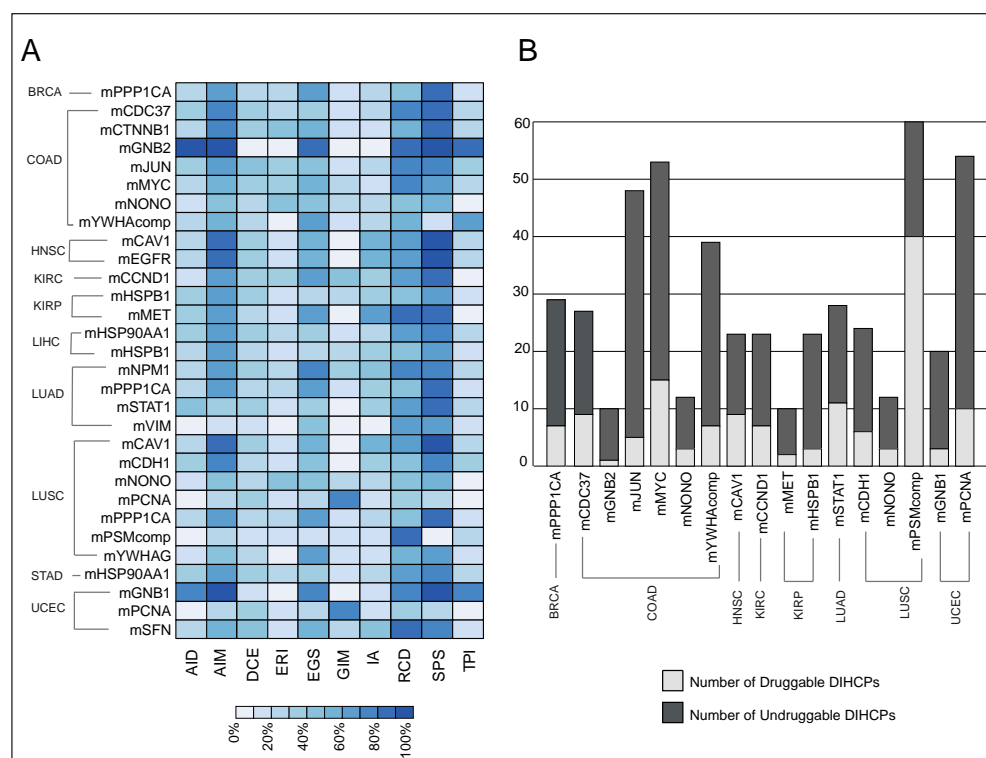 A
BRCA
mPPP1CA
COAD
mCDC37
mCTNNB1
mGNB2
mJUN
mMYC
mNONO
mYWHAcomp
HNSC
mCAV1
mEGFR
KIRC
mCCND1
KIRP
mHSPB1
mMET
LIHC
mHSP90AA1
mHSPB1
LUAD
mNPM1
mPPP1CA
mSTAT1
mVIM
LUSC
mCAV1
mCDH1
mNONO
mPCNA
mPPP1CA
mPSMcomp
mYWHAG
STAD
mHSP90AA1
UCEC
mGNB1
mPCNA
mSFN
AID
AIM
DCE
ERI
EGS
GIM
IA
RCD
SPS
TPI
0%
20%
40%
60%
80%
100%
B
60
50
40
30
20
10
0
mPPP1CA
mCDC37
mGNB2
mJUN
mMYC
mNONO
mYWHAcomp
mCAV1
mCCND1
mMET
mHSPB1
mSTAT1
mCDH1
mNONO
mPSMcomp
mGNB1
mPCNA
BRCA
COAD
HNSC
KIRC
KIRP
LUAD
LUSC
UCEC
Number of Druggable DIHCPs
Number of Undruggable DIHCPs